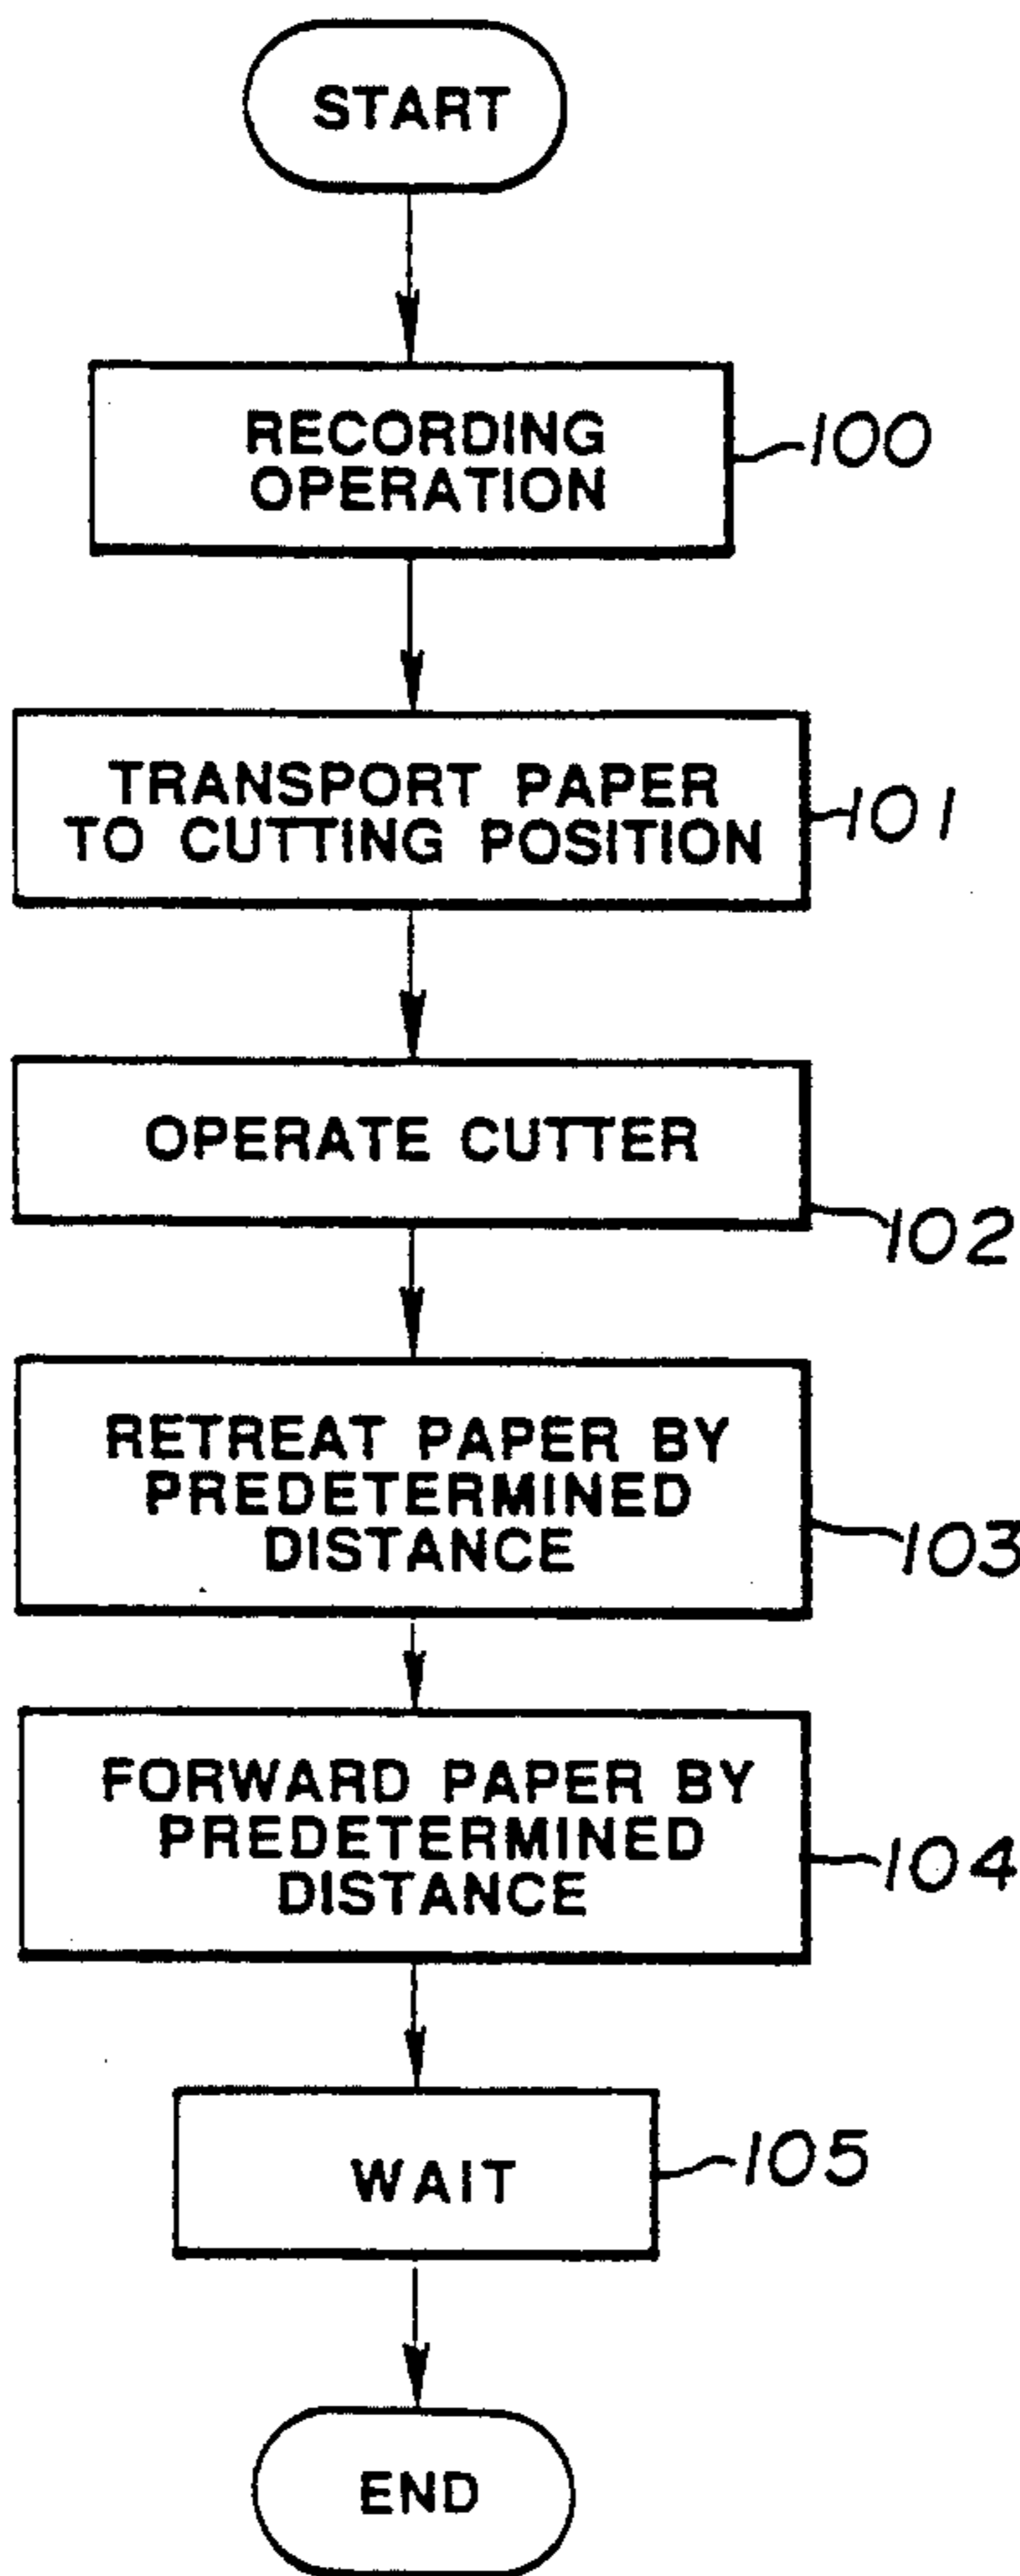 START
RECORDING
OPERATION
100
TRANSPORT PAPER
TO CUTTING POSITION
101
OPERATE CUTTER
102
RETREAT PAPER BY
PREDETERMINED
DISTANCE
103
FORWARD PAPER BY
PREDETERMINED
DISTANCE
104
WAIT
105
END